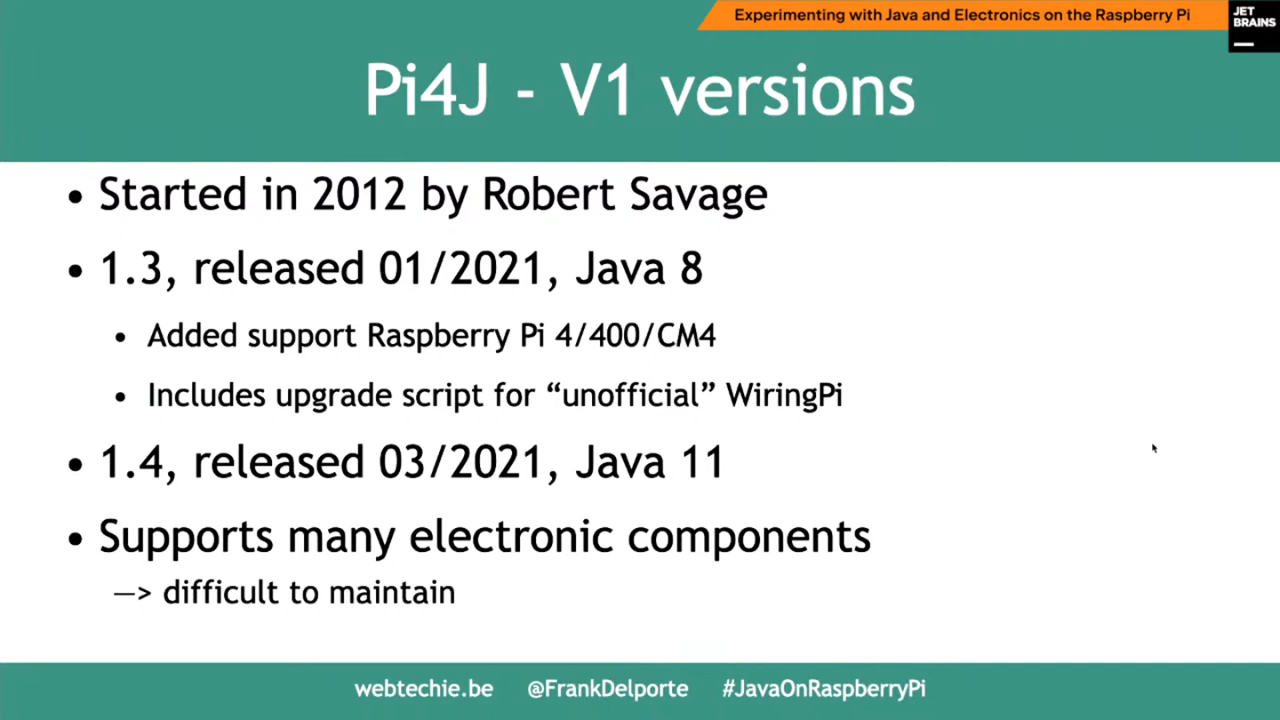 Experimenting with Java and Electronics on the Raspberry Pi
JET
BRAINS
Pi4J - V1 versions
• Started in 2012 by Robert Savage
• 1.3, released 01/2021, Java 8
• Added support Raspberry Pi 4/400/CM4
• Includes upgrade script for “unofficial” WiringPi
• 1.4, released 03/2021, Java 11
• Supports many electronic components
—> difficult to maintain
webtechie.be @FrankDelporte #JavaOnRaspberryPi